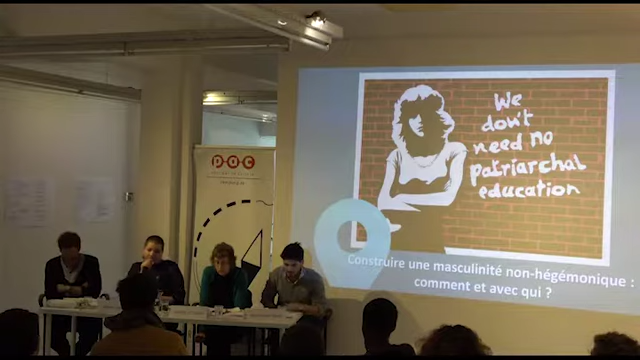 DOC
We
don't
need no
patriarchal
education
Construire une masculinité non-hégémonique :
comment et avec qui ?